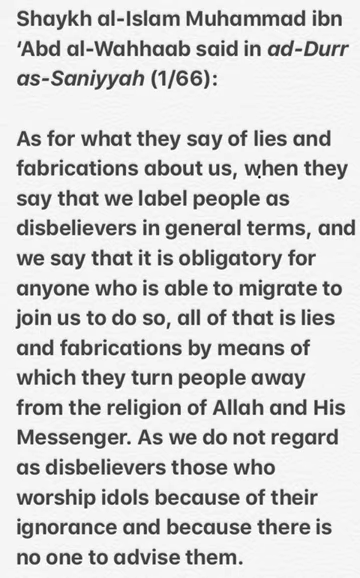 Shaykh al-Islam Muhammad ibn
‘Abd al-Wahhaab said in ad-Durr
as-Saniyyah (1/66):
As for what they say of lies and
fabrications about us, when they
say that we label people as
disbelievers in general terms, and
we say that it is obligatory for
anyone who is able to migrate to
join us to do so, all of that is lies
and fabrications by means of
which they turn people away
from the religion of Allah and His
Messenger. As we do not regard
as disbelievers those who
worship idols because of their
ignorance and because there is
no one to advise them.